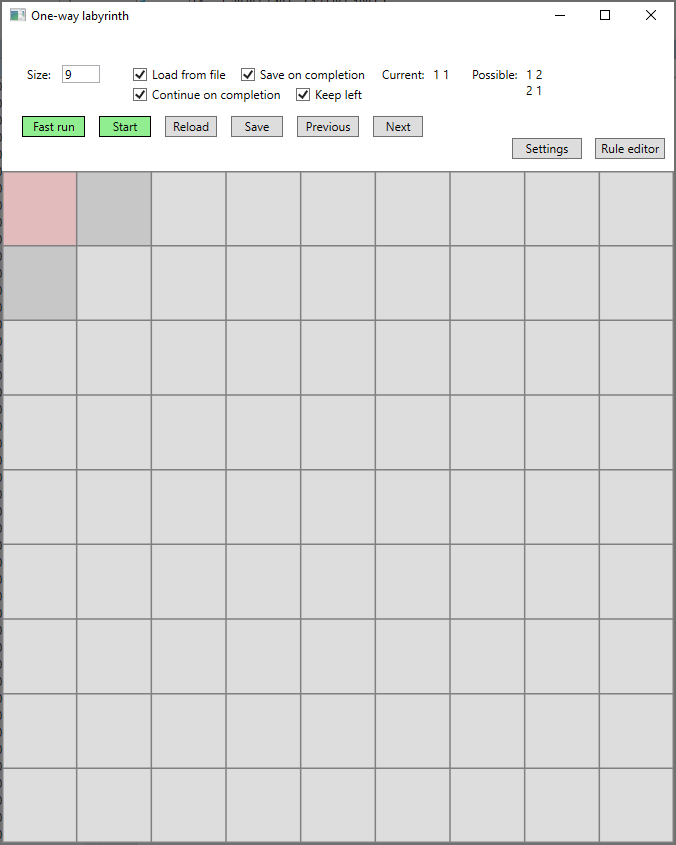 One-way labyrinth
Size: 9 Load from file Save on completion Current: 1 1 Possible: 1 2
Continue on completion Keep left 2 1
Fast run Start Reload Save Previous Next
Settings Rule editor